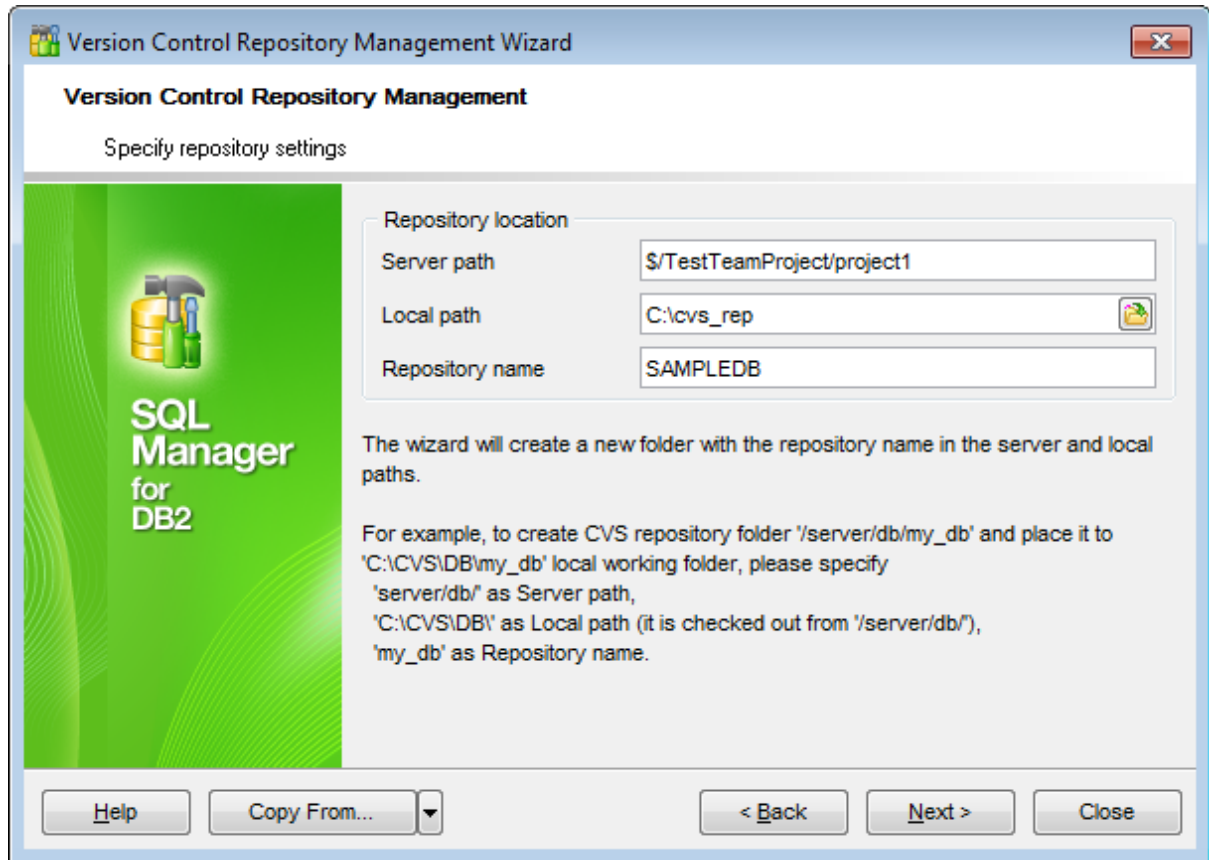 Version Control Repository Management Wizard
Version Control Repository Management
Specify repository settings
Repository location
Server path
$/TestTeamProject/project1
Local path
C:\cvs_rep
Repository name
SAMPLEDB
SQL
Manager
for
DB2
The wizard will create a new folder with the repository name in the server and local
paths.
For example, to create CVS repository folder '/server/db/my_db' and place it to
'C:\CVS\DB\my_db' local working folder, please specify
'server/db/' as Server path,
'C:\CVS\DB\' as Local path (it is checked out from '/server/db/'),
'my_db' as Repository name.
Help
Copy From...
< Back
Next >
Close